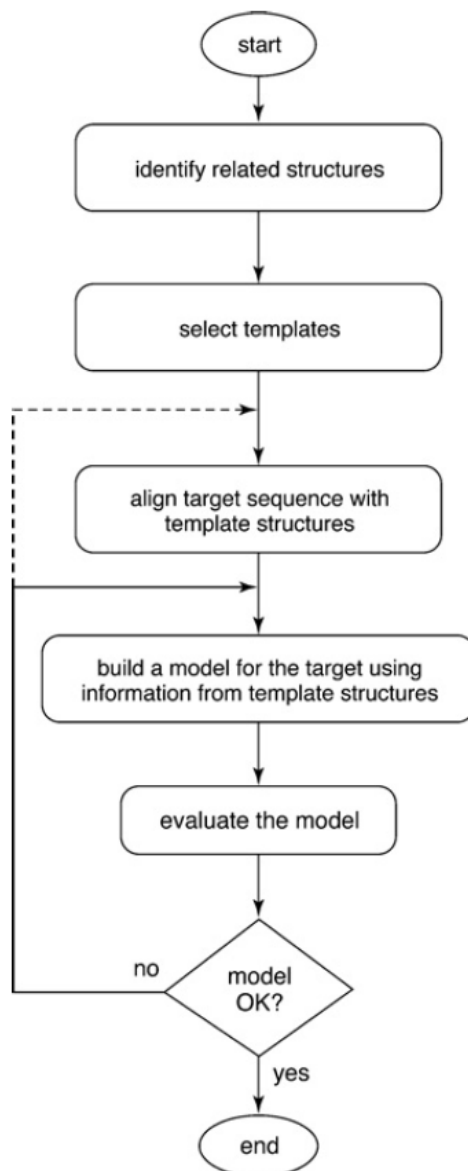 start
identify related structures
select templates
align target sequence with
template structures
build a model for the target using
information from template structures
evaluate the model
no
model
OK?
yes
end